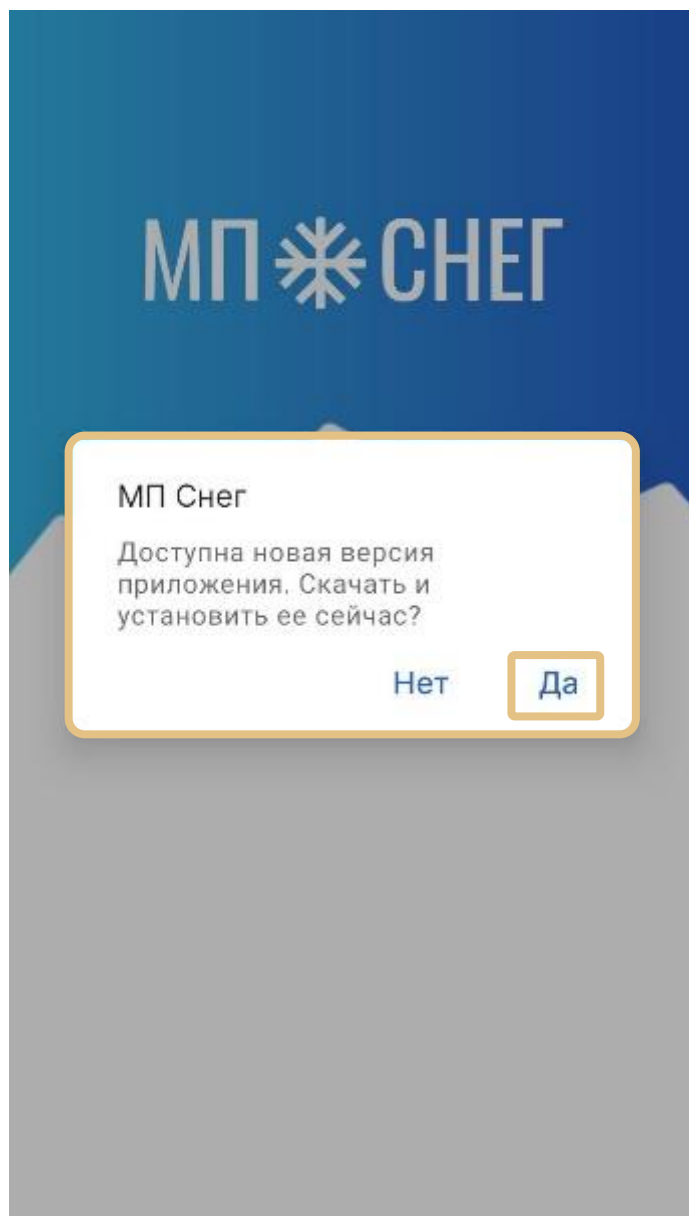 МП СНЕГ
МП Снег
Доступна новая версия
приложения. Скачать и
установить ее сейчас?
Нет Да